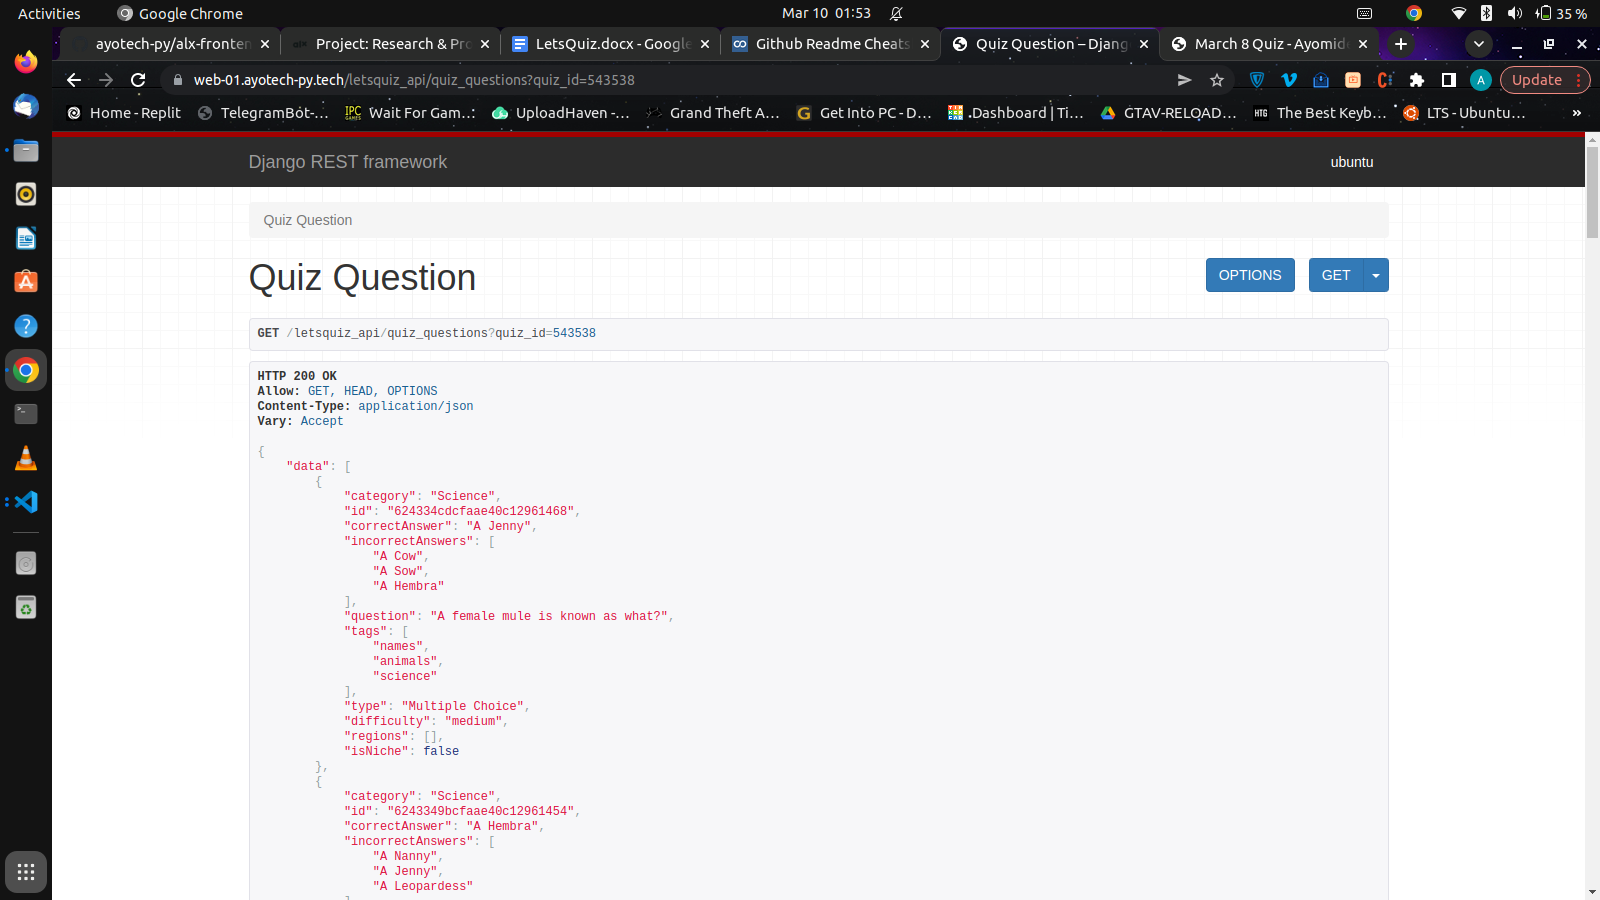 Activities
Google Chrome
Mar 10 01:53
35 %
ayotech-py/alx-fronten
Project: Research & Pro
LetsQuiz.docx - Google
Github Readme Cheats
Quiz Question – Djang
March 8 Quiz - Ayomide
web-01.ayotech-py.tech/letsquiz_api/quiz_questions?quiz_id=543538
A
Update
Home - Replit
TelegramBot-...
Wait For Gam...
UploadHaven -...
Grand Theft A...
Get Into PC - D...
Dashboard | Ti...
GTAV-RELOAD...
The Best Keyb...
LTS - Ubuntu...
»
Django REST framework
ubuntu
Quiz Question
Quiz Question
OPTIONS
GET
GET /letsquiz_api/quiz_questions?quiz_id=543538
HTTP 200 OK
Allow: GET, HEAD, OPTIONS
Content-Type: application/json
Vary: Accept
{
"data": [
{
"category": "Science",
"id": "624334cdcfaae40c12961468",
"correctAnswer": "A Jenny",
"incorrectAnswers": [
"A Cow",
"A Sow",
"A Hembra"
],
"question": "A female mule is known as what?",
"tags": [
"names",
"animals",
"science"
],
"type": "Multiple Choice",
"difficulty": "medium",
"regions": [],
"isNiche": false
},
{
"category": "Science",
"id": "6243349bcfaae40c12961454",
"correctAnswer": "A Hembra",
"incorrectAnswers": [
"A Nanny",
"A Jenny",
"A Leopardess"